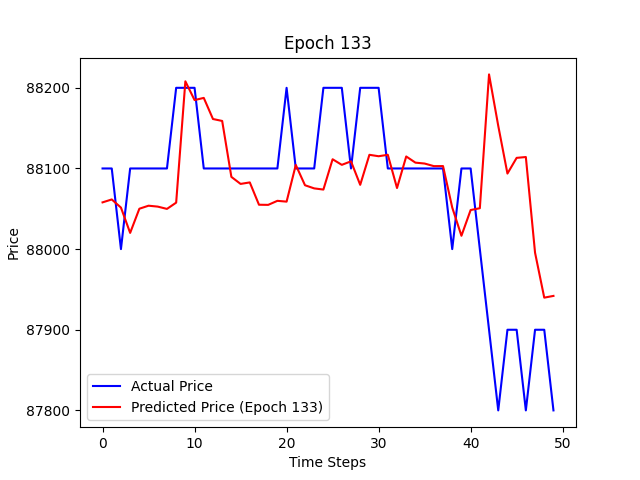 Epoch 133
88200
88100
88000
87900
87800
Price
Actual Price
Predicted Price (Epoch 133)
0 10 20 30 40 50
Time Steps